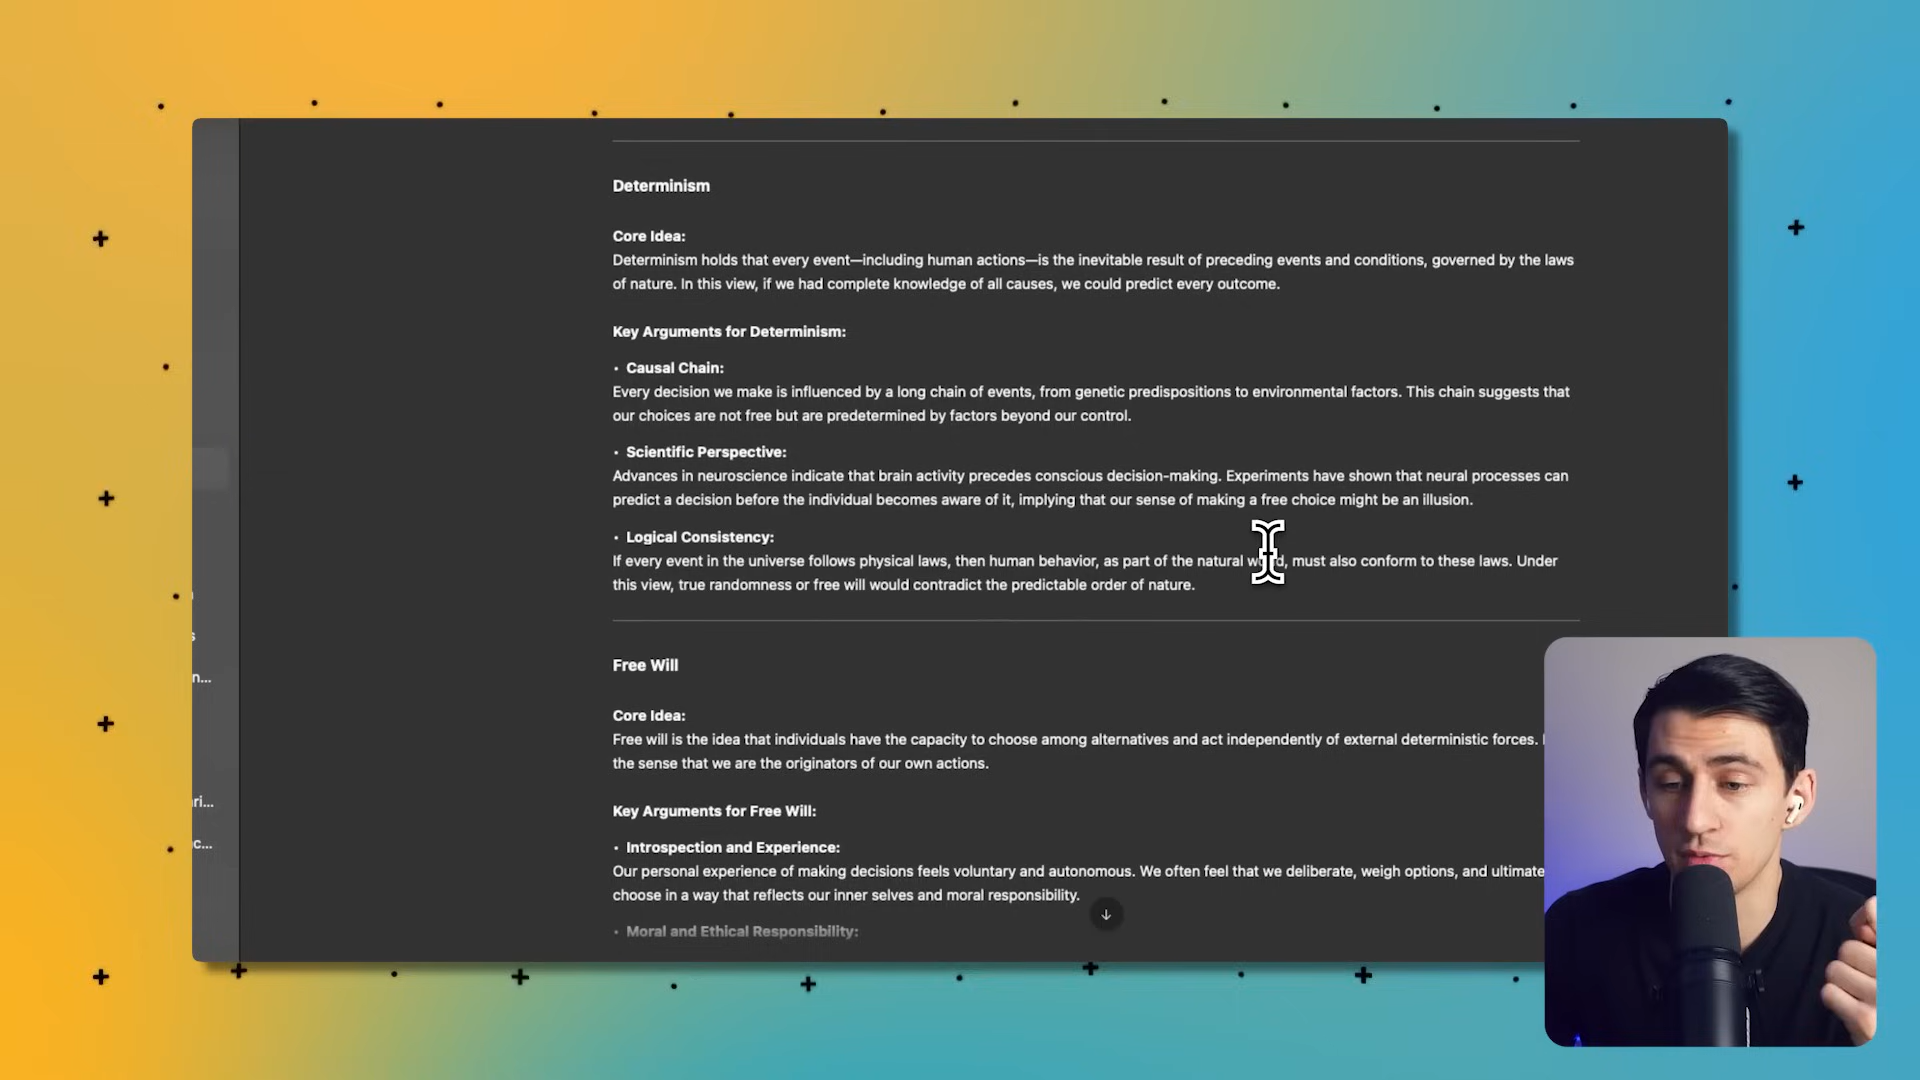 Determinism
Core Idea:
Determinism holds that every event—including human actions—is the inevitable result of preceding events and conditions, governed by the laws
of nature. In this view, if we had complete knowledge of all causes, we could predict every outcome.
Key Arguments for Determinism:
• Causal Chain:
Every decision we make is influenced by a long chain of events, from genetic predispositions to environmental factors. This chain suggests that
our choices are not free but are predetermined by factors beyond our control.
• Scientific Perspective:
Advances in neuroscience indicate that brain activity precedes conscious decision-making. Experiments have shown that neural processes can
predict a decision before the individual becomes aware of it, implying that our sense of making a free choice might be an illusion.
• Logical Consistency:
If every event in the universe follows physical laws, then human behavior, as part of the natural must also conform to these laws. Under
this view, true randomness or free will would contradict the predictable order of nature.
s
n...
Free Will
Core Idea:
Free will is the idea that individuals have the capacity to choose among alternatives and act independently of external deterministic forces.
the sense that we are the originators of our own actions.
ri...
Key Arguments for Free Will:
c...
• Introspection and Experience:
Our personal experience of making decisions feels voluntary and autonomous. We often feel that we deliberate, weigh options, and ultimate
choose in a way that reflects our inner selves and moral responsibility.
• Moral and Ethical Responsibility: